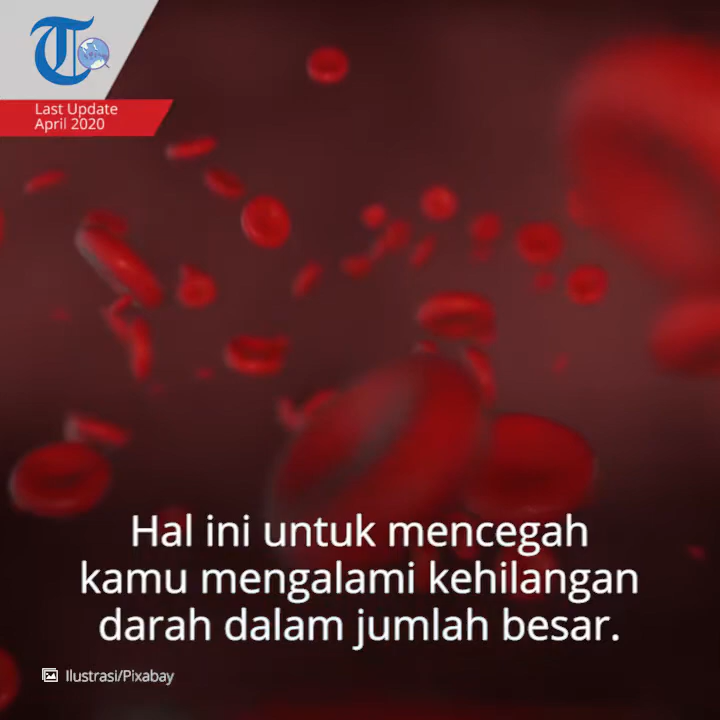 T
Last Update
April 2020
Hal ini untuk mencegah
kamu mengalami kehilangan
darah dalam jumlah besar.
Ilustrasi/Pixabay